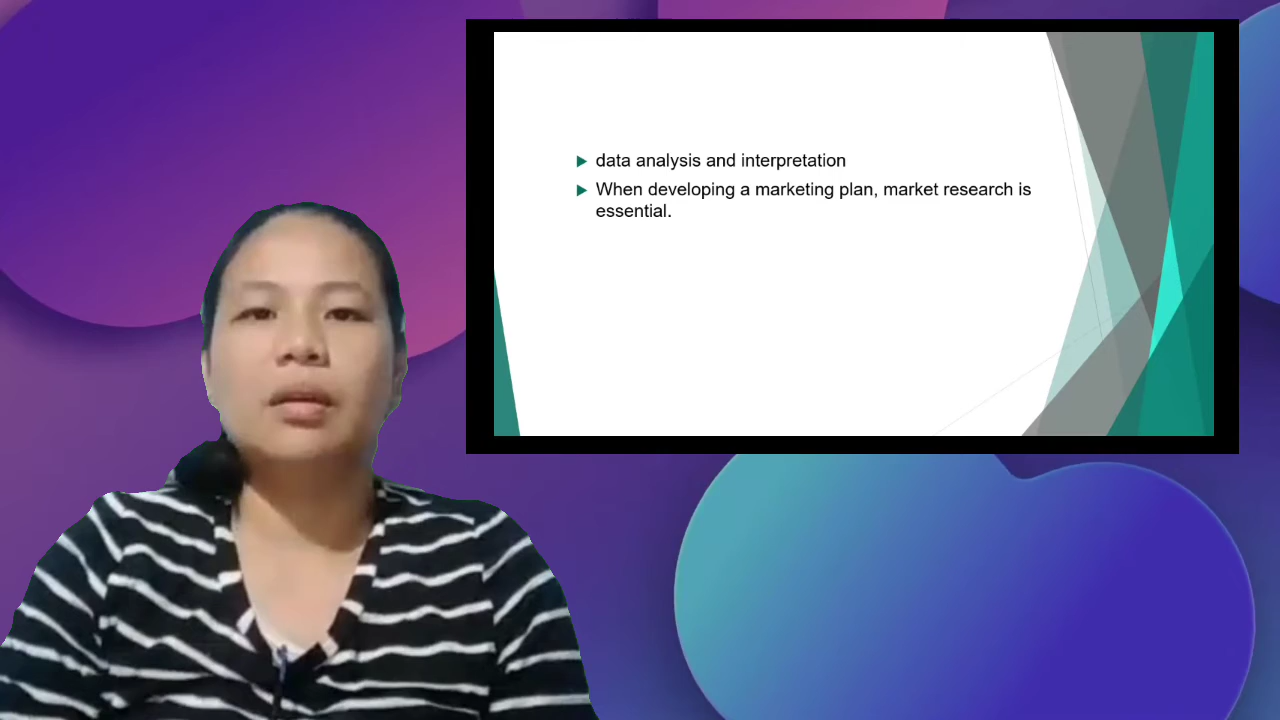 data analysis and interpretation
When developing a marketing plan, market research is
essential.